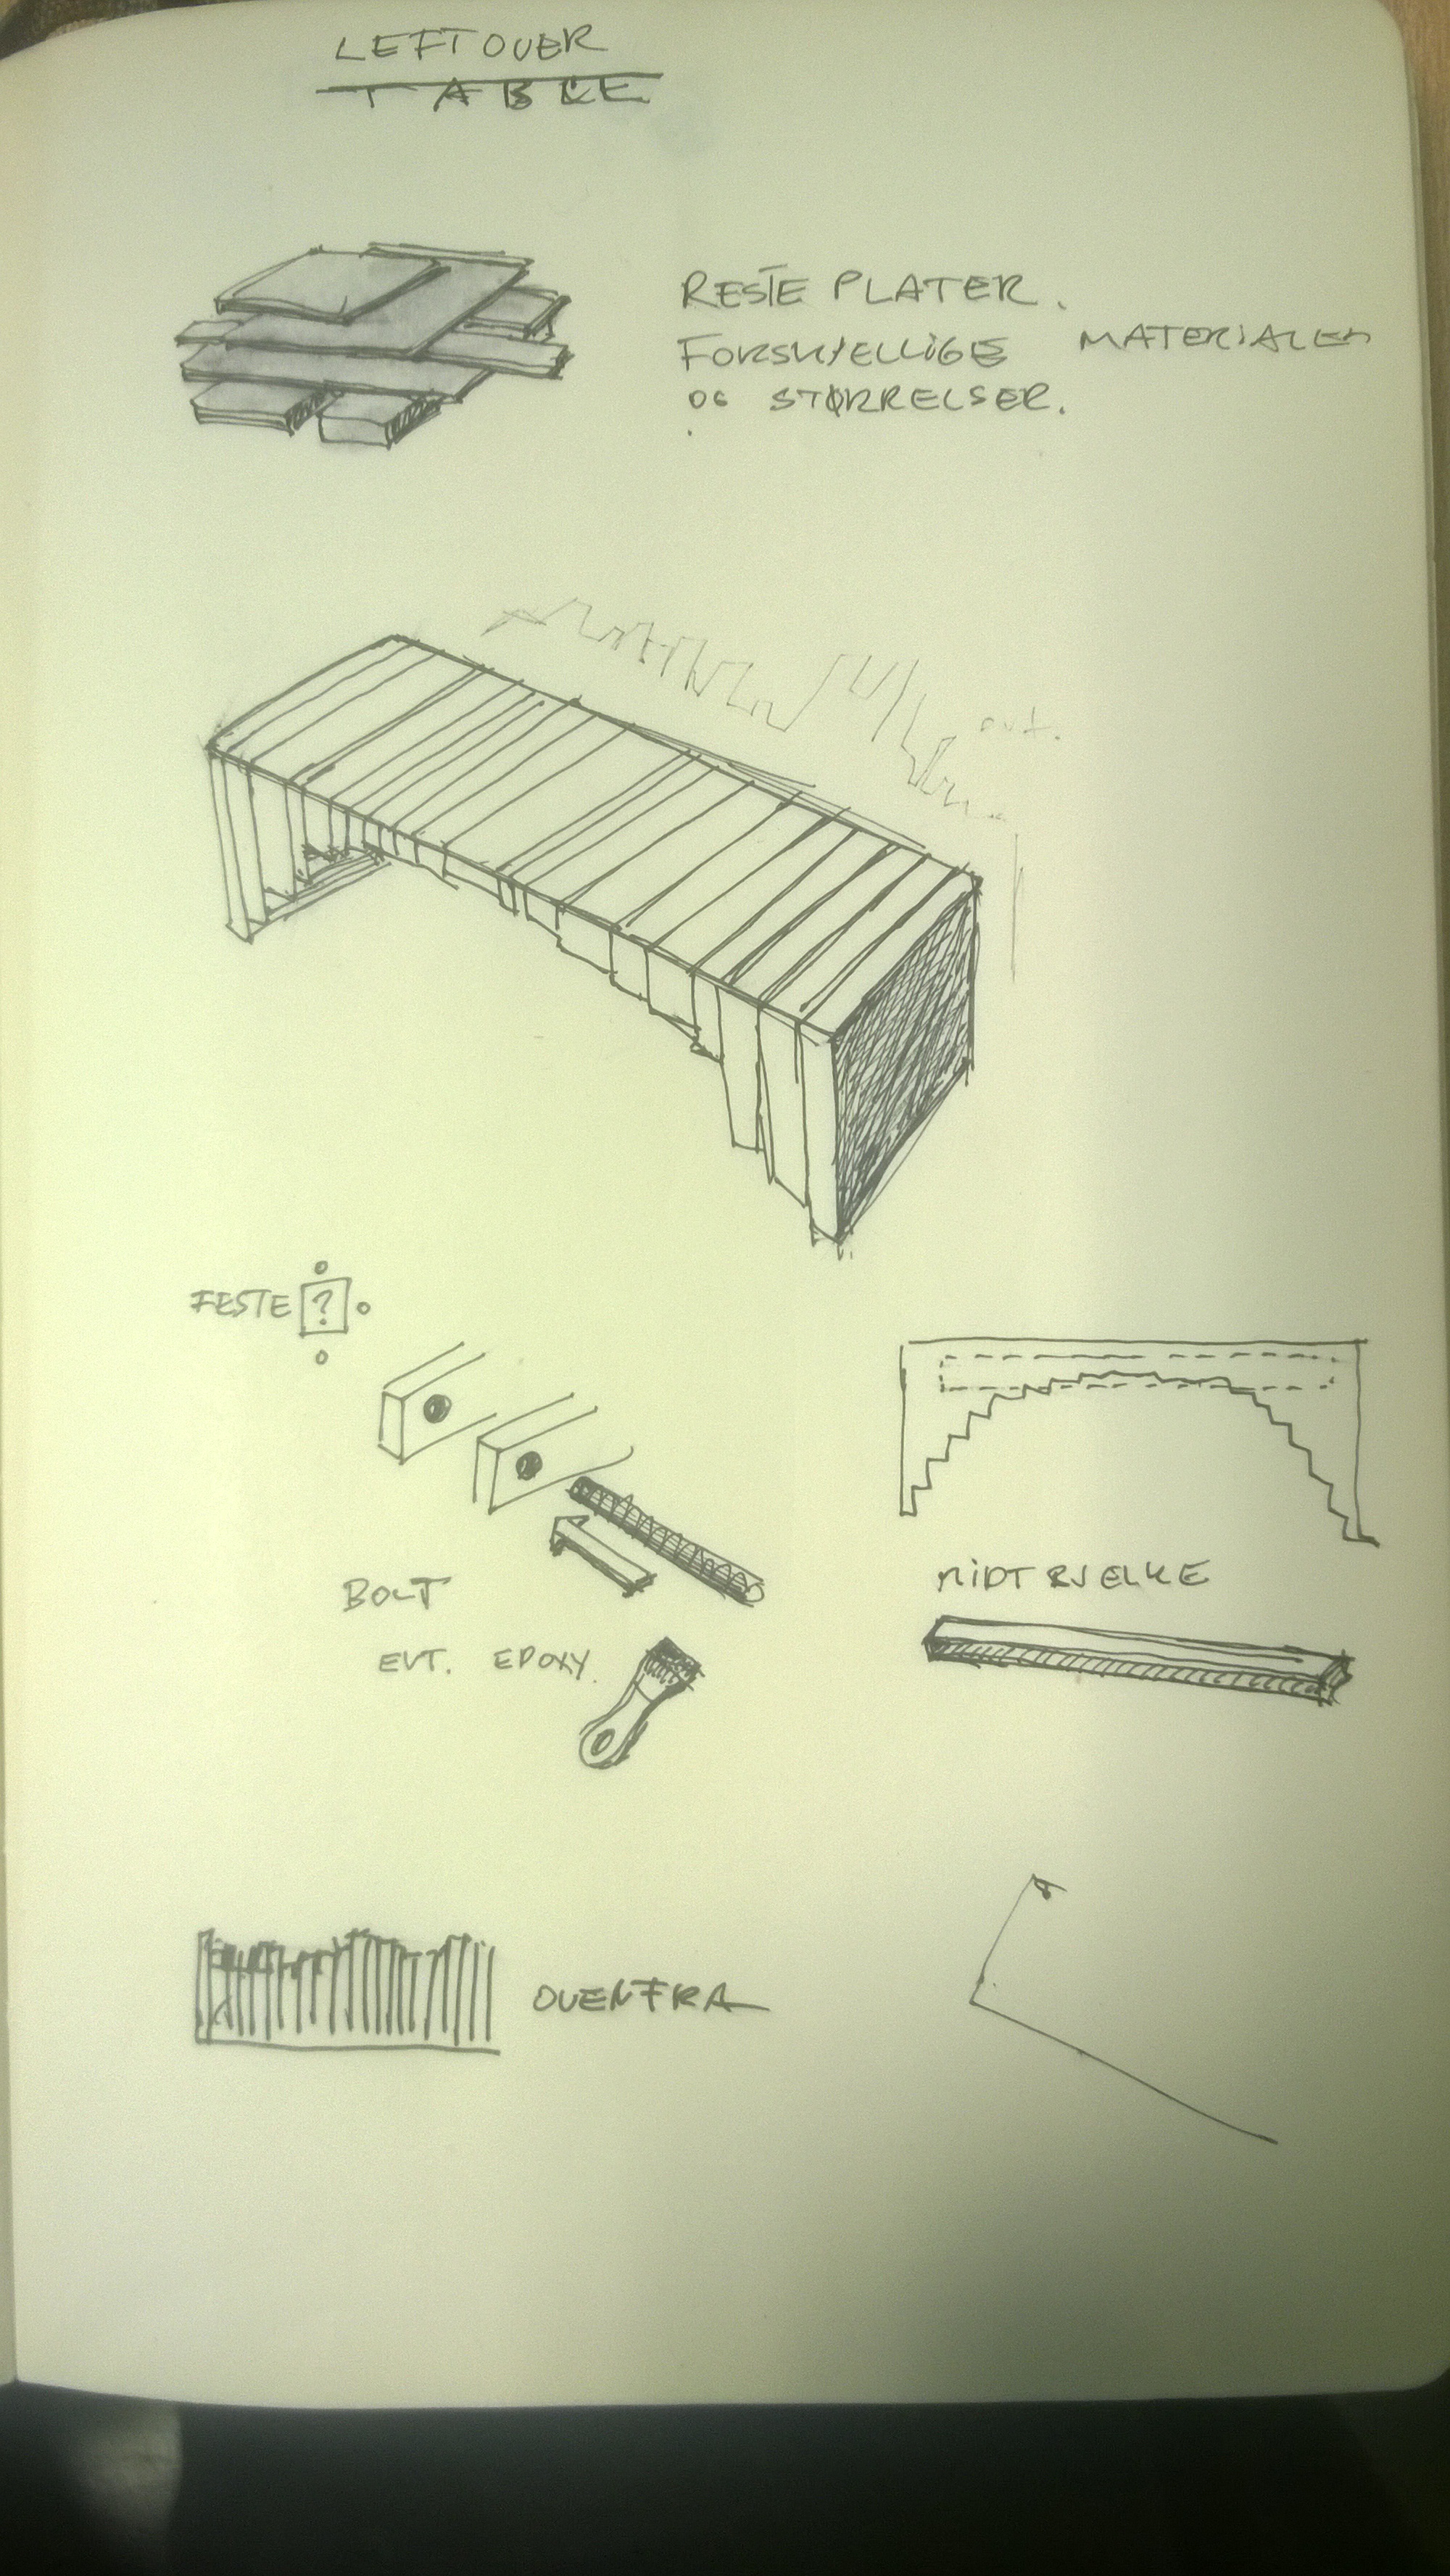 LEFTOVER
TABLE
RESTE PLATER.
FORSKJELLIGE MATERIALER
OG STØRRELSER.
evt.
FESTE ?
BOLT
EVT. EPOXY.
MIDTBJELKE
OVENFRA